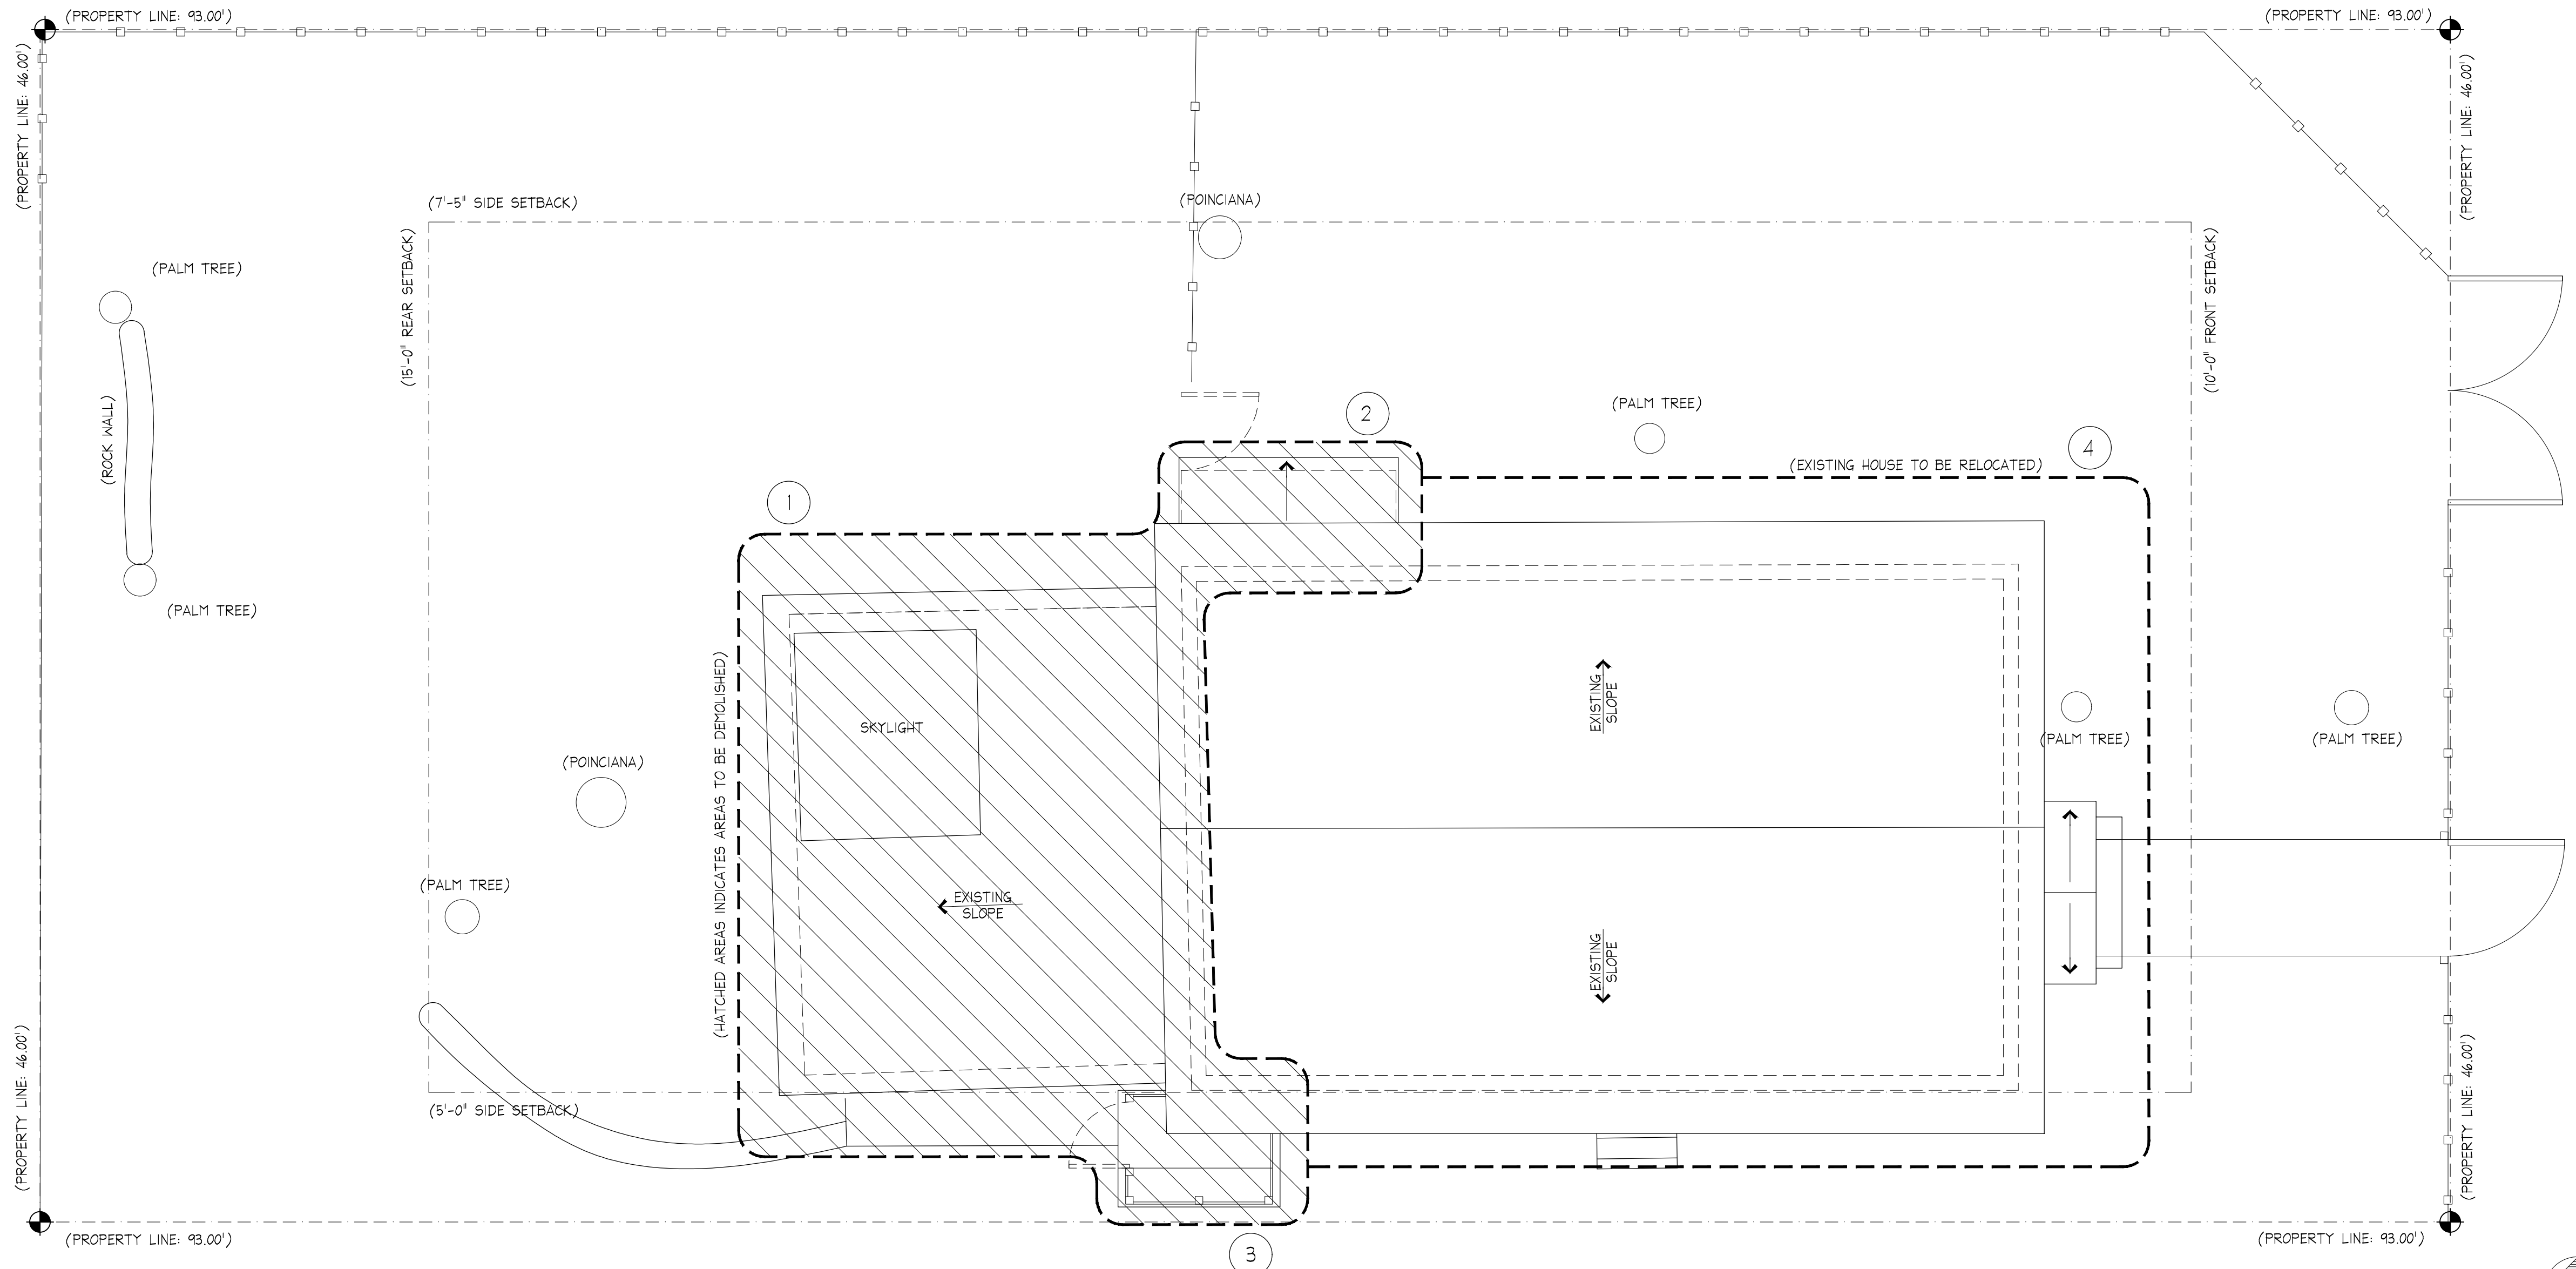 (PROPERTY LINE: 93.00')
(PROPERTY LINE: 93.00')
(PROPERTY LINE: 46.00')
(PROPERTY LINE: 46.00')
(7'-5" SIDE SETBACK)
(POINCIANA)
(15'-0" REAR SETBACK)
(10'-0" FRONT SETBACK)
(PALM TREE)
(ROCK WALL)
(PALM TREE)
2
(PALM TREE)
4
(EXISTING HOUSE TO BE RELOCATED)
1
(PALM TREE)
(HATCHED AREAS INDICATES AREAS TO BE DEMOLISHED)
SKYLIGHT
EXISTING
SLOPE
(PALM TREE)
(PALM TREE)
(POINCIANA)
(PALM TREE)
EXISTING
SLOPE
EXISTING
SLOPE
(5'-0" SIDE SETBACK)
(PROPERTY LINE: 46.00')
(PROPERTY LINE: 46.00')
(PROPERTY LINE: 93.00')
3
(PROPERTY LINE: 93.00')